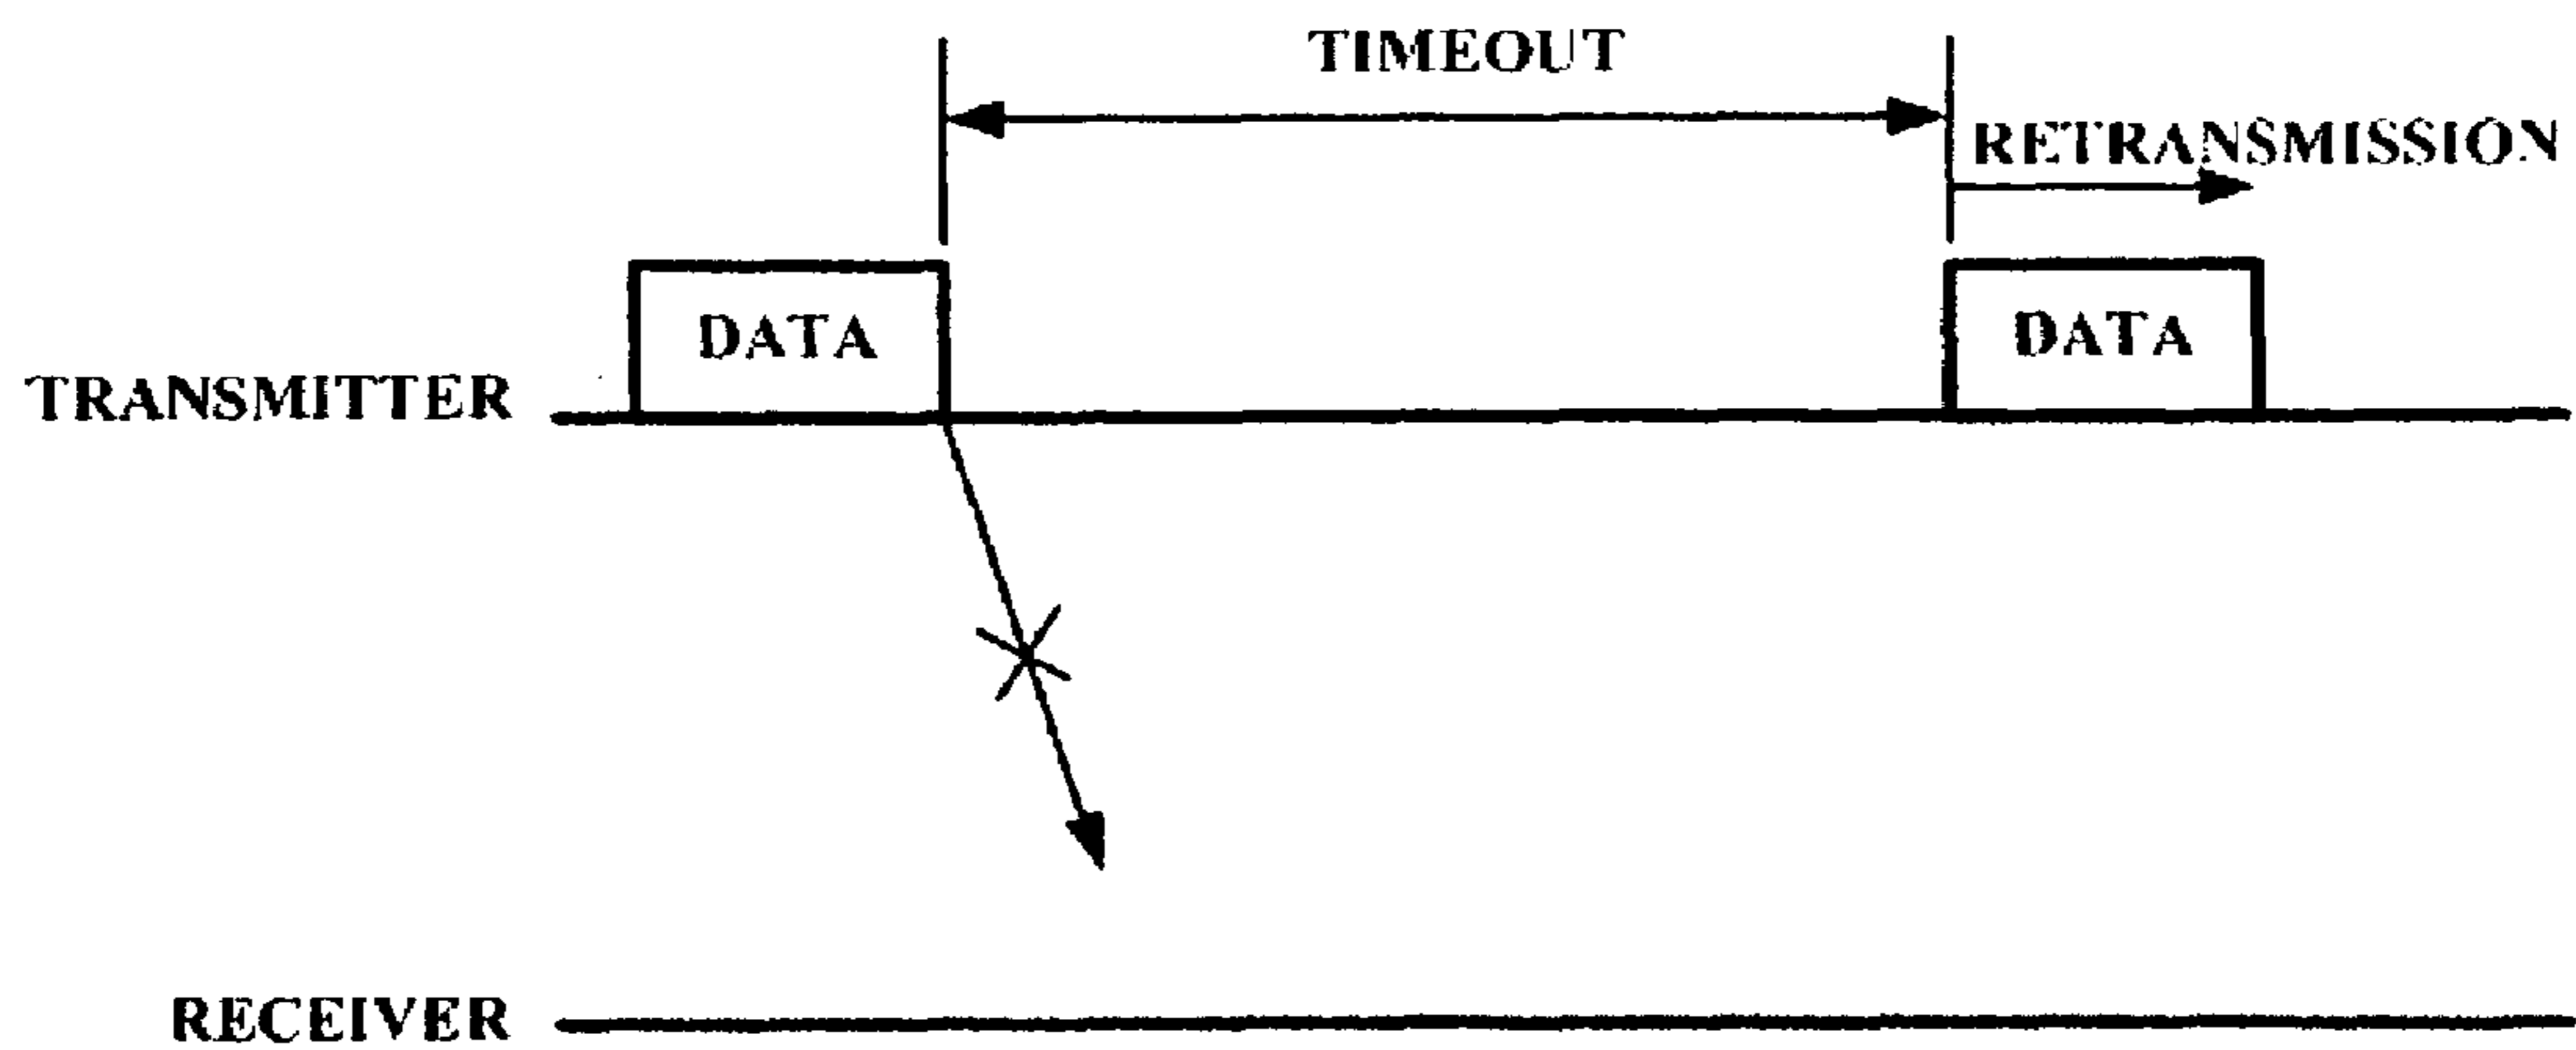 TIMEOUT
RETRANSMISSION
DATA
DATA
TRANSMITTER
RECEIVER